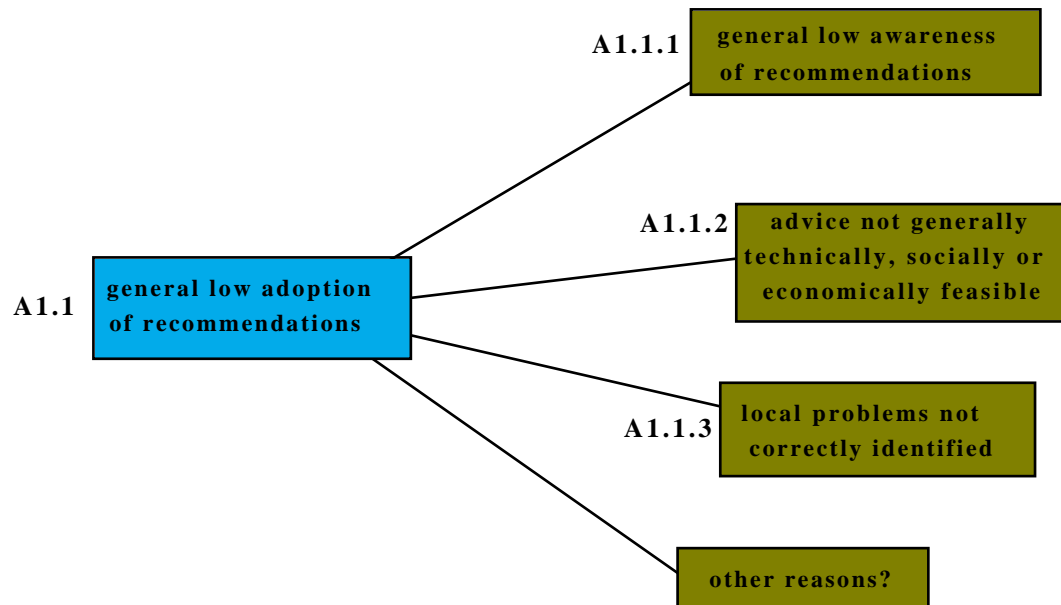 A1.1.1
general low awareness
of recommendations
A1.1.2
advice not generally
technically, socially or
economically feasible
A1.1
general low adoption
of recommendations
A1.1.3
local problems not
correctly identified
other reasons?